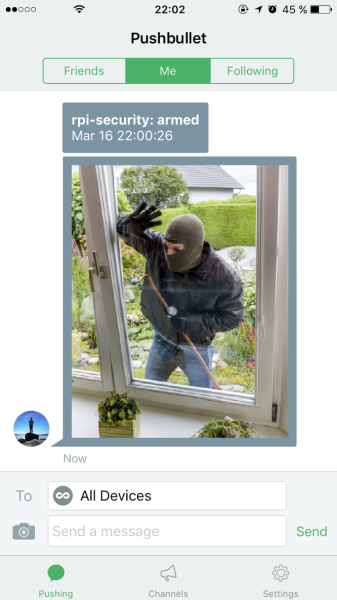 22:02
45 %
Pushbullet
Friends
Me
Following
rpi-security: armed
Mar 16 22:00:26
Now
To
All Devices
Send a message
Send
Pushing
Channels
Settings